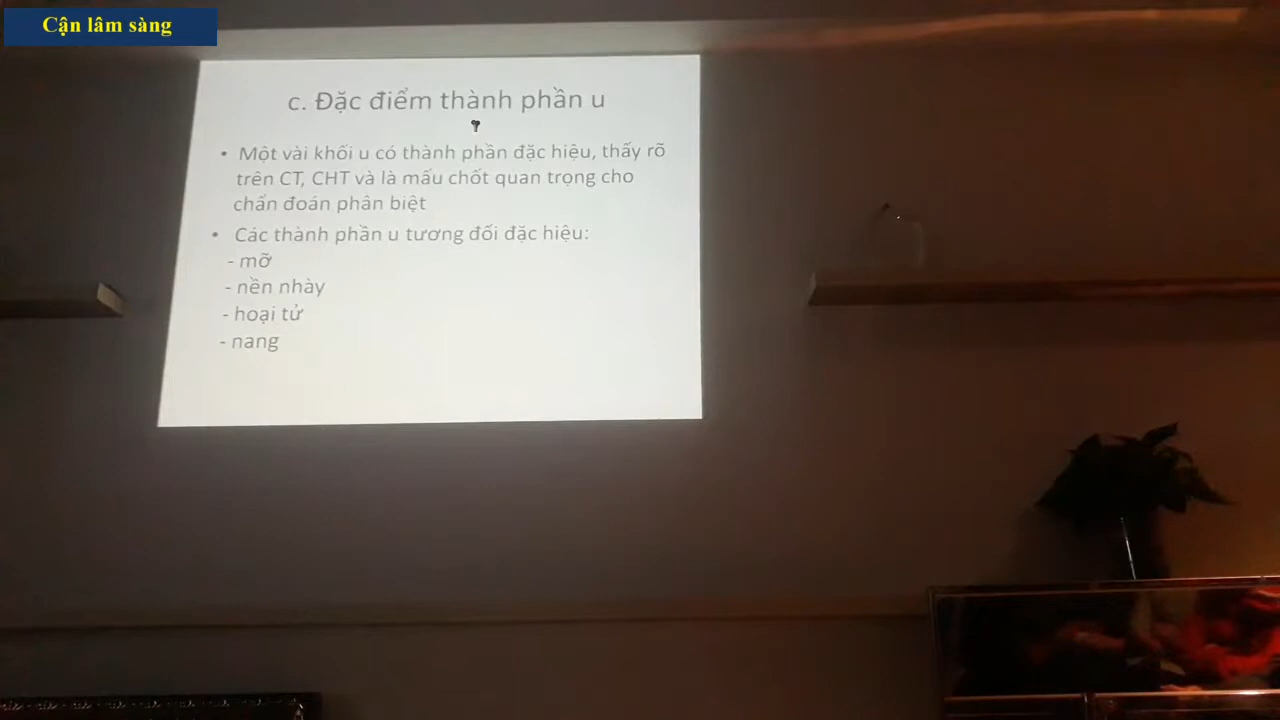 Cận lâm sàng
c. Đặc điểm thành phần u
• Một vài khối u có thành phần đặc hiệu, thấy rõ
trên CT, CHT và là mấu chốt quan trọng cho
chẩn đoán phân biệt
• Các thành phần u tương đối đặc hiệu:
- mỡ
- nền nhày
- hoại tử
- nang